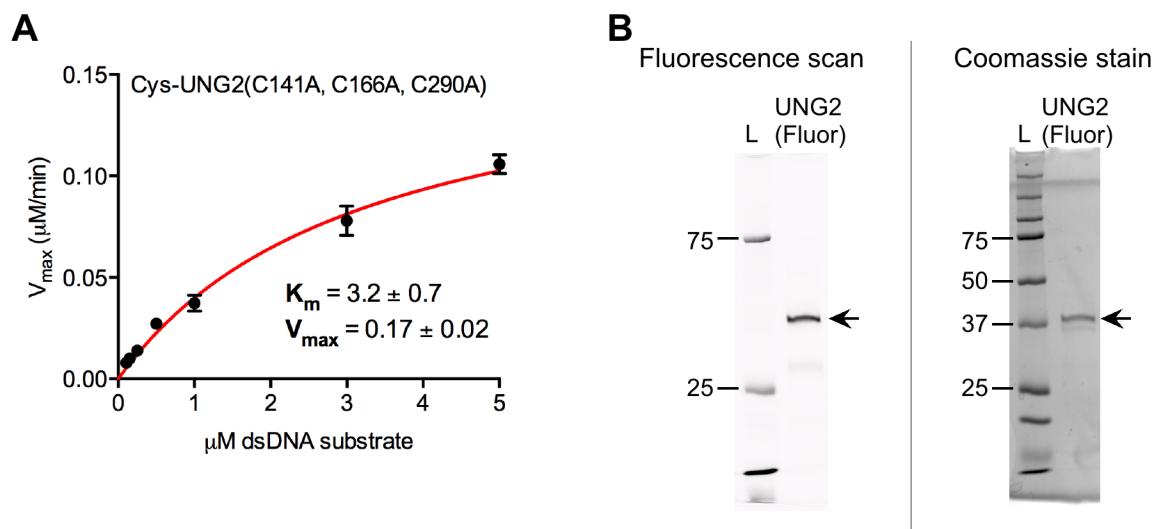 A
Cys-UNG2(C141A, C166A, C290A)
0.15
0.10
0.05
0.00
Vmax (μM/min)
Km = 3.2 ± 0.7
Vmax = 0.17 ± 0.02
0 1 2 3 4 5
μM dsDNA substrate
B
Fluorescence scan
UNG2
L (Fluor)
75
25
Coomassie stain
UNG2
L (Fluor)
75
50
37
25